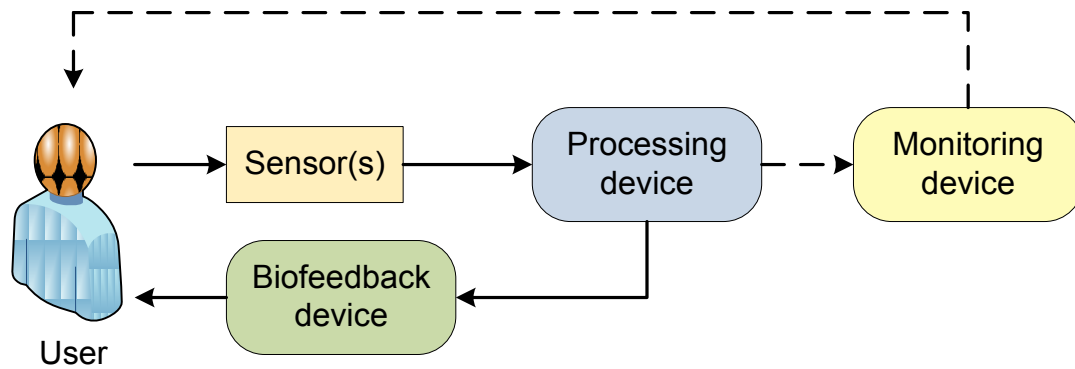 Sensor(s)
Processing
device
Monitoring
device
Biofeedback
device
User